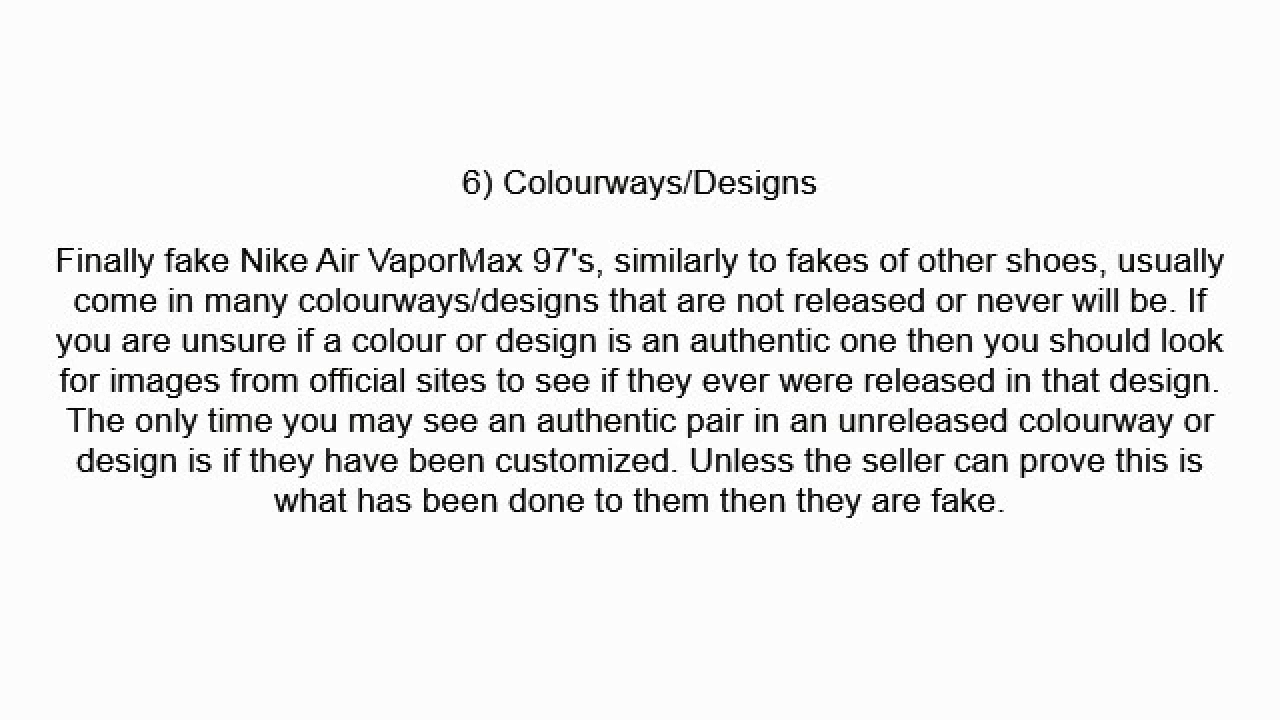 6) Colourways/Designs
Finally fake Nike Air VaporMax 97's, similarly to fakes of other shoes, usually
come in many colourways/designs that are not released or never will be. If
you are unsure if a colour or design is an authentic one then you should look
for images from official sites to see if they ever were released in that design.
The only time you may see an authentic pair in an unreleased colourway or
design is if they have been customized. Unless the seller can prove this is
what has been done to them then they are fake.